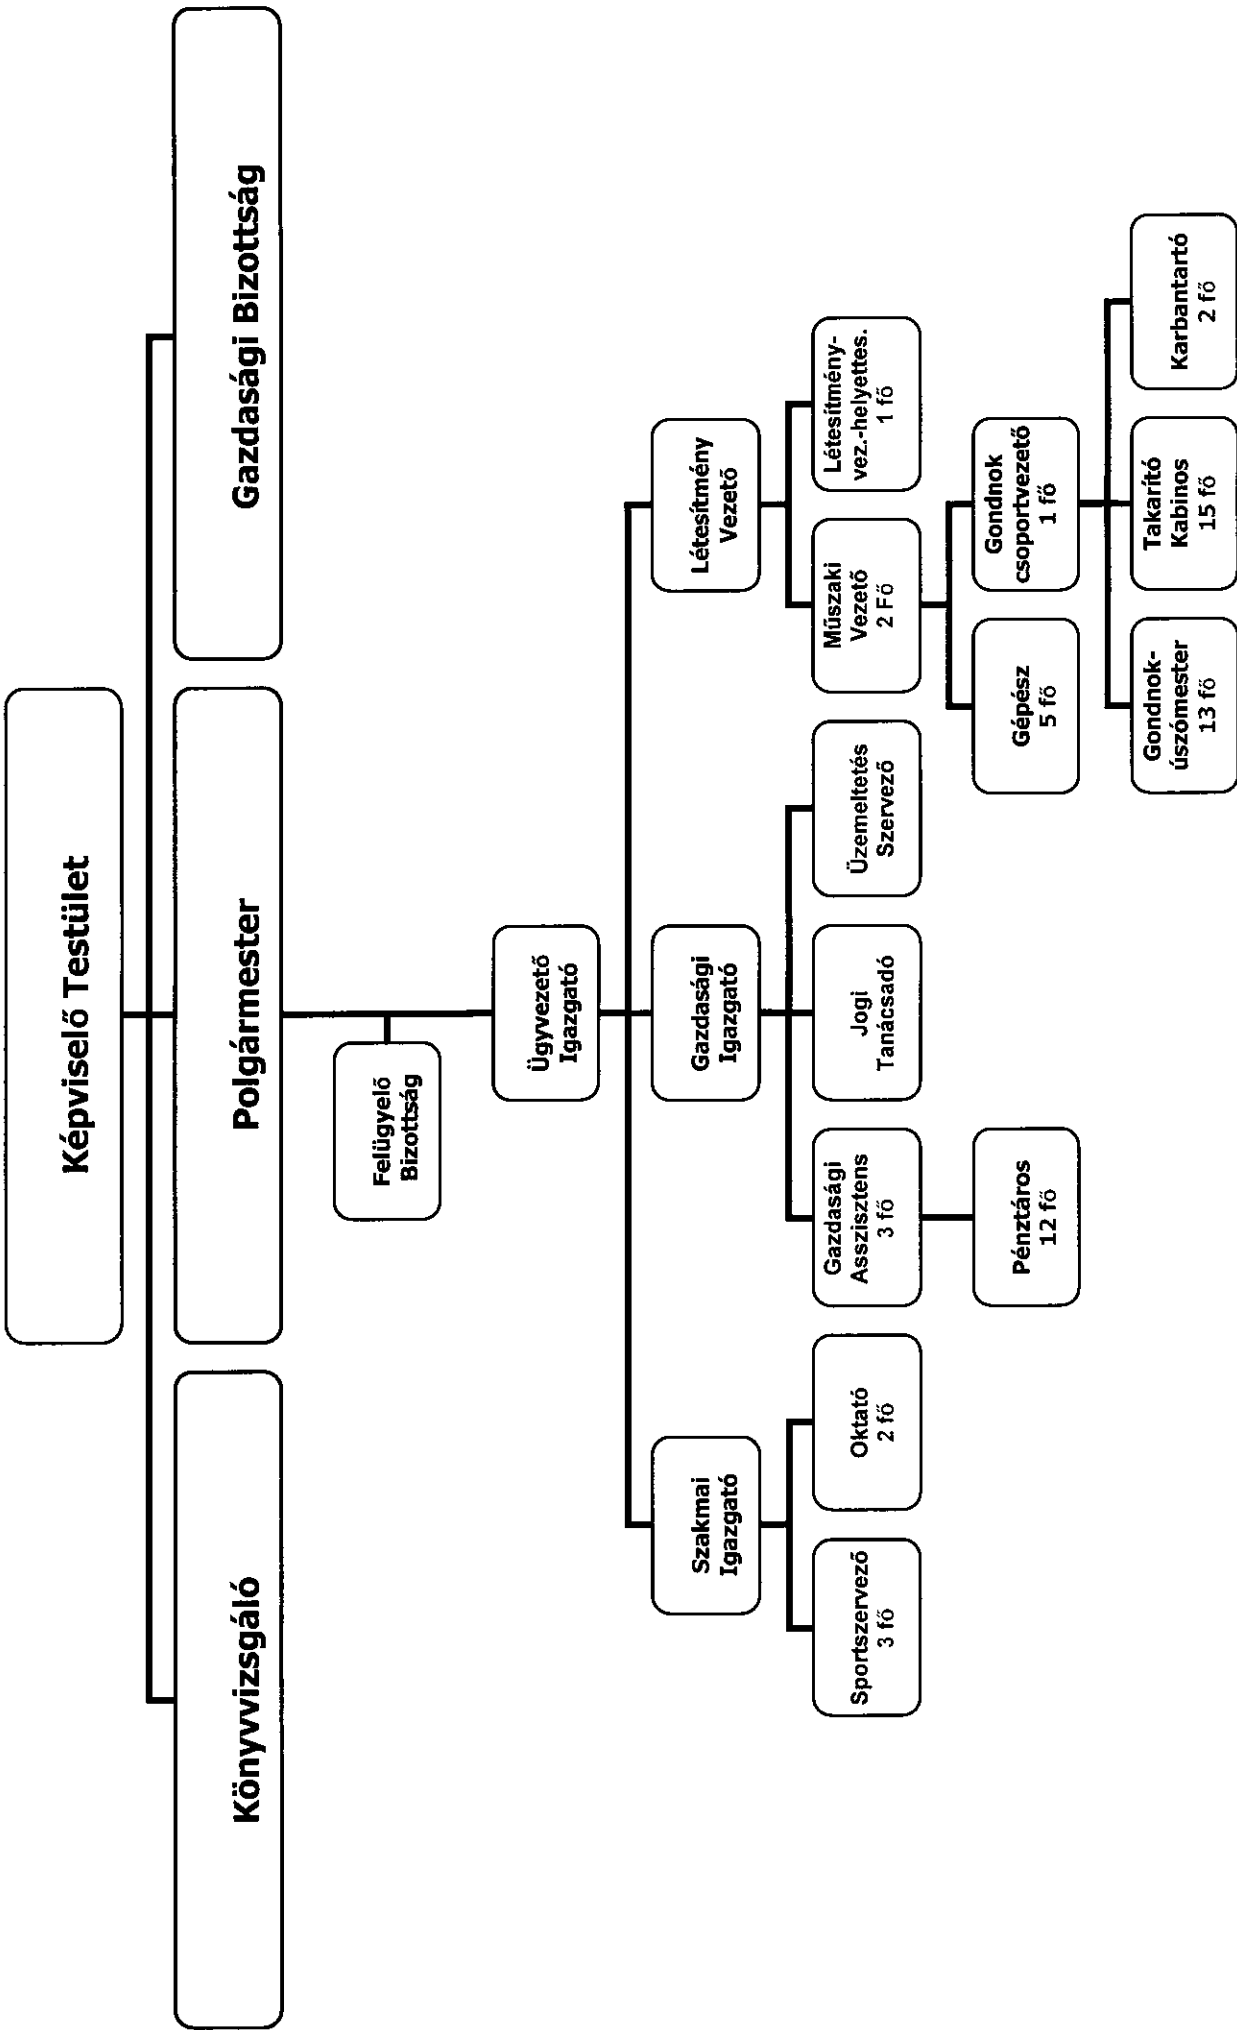 Képviselő Testület
Könyvvizsgáló
Polgármester
Gazdasági Bizottság
Felügyelő
Bizottság
Ügyvezető
Igazgató
Szakmai
Igazgató
Gazdasági
Igazgató
Létesítmény
Vezető
Sportszervező
3 fő
Oktató
2 fő
Gazdasági
Asszisztens
3 fő
Jogi
Tanácsadó
Üzemeltetés
Szervező
Műszaki
Vezető
2 Fő
Létesítmény-
vez.-helyettes.
1 fő
Pénztáros
12 fő
Gépész
5 fő
Gondnok
csoportvezető
1 fő
Gondnok-
úszómester
13 fő
Takarító
Kabinos
15 fő
Karbantartó
2 fő